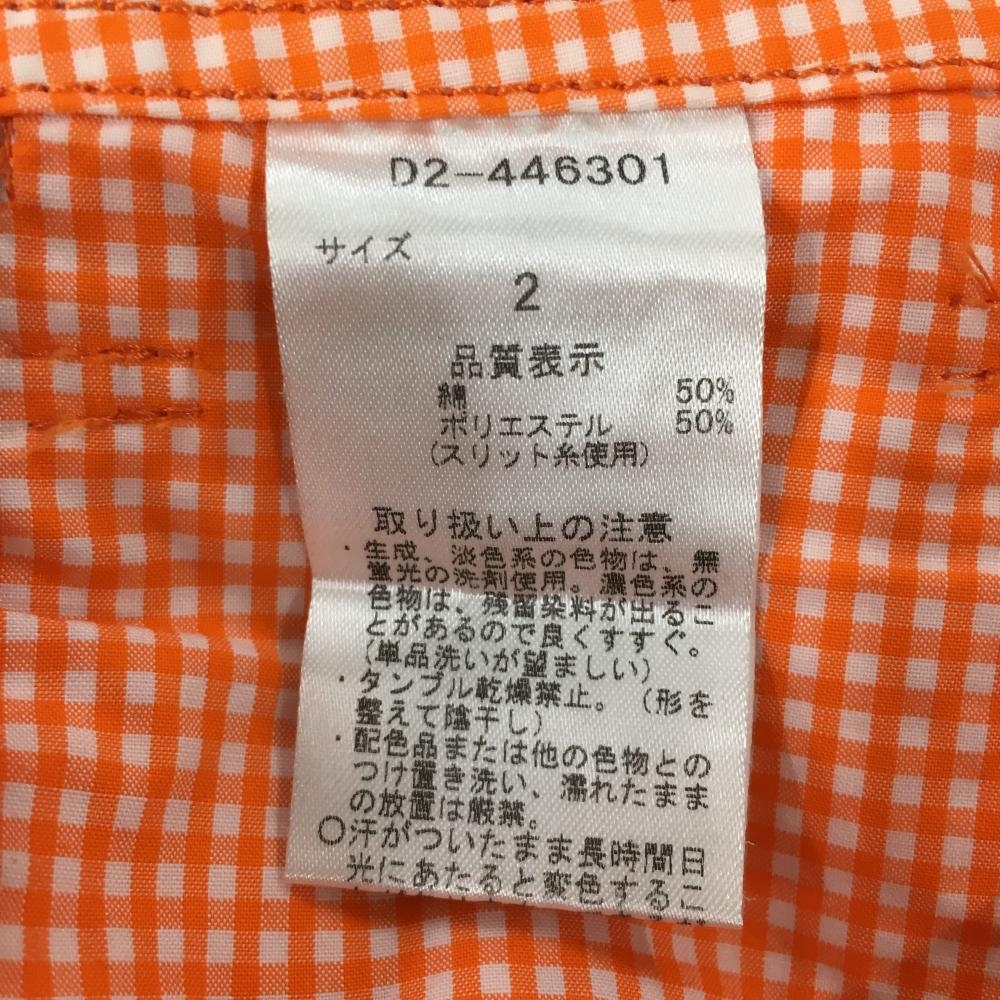 D2-446301
サイズ
2
品質表示
綿 50%
ポリエステル 50%
(スリット糸使用)
取り扱い上の注意
・生成、淡色系の色物は、無
蛍光の洗剤使用。濃色系の
色物は、残留染料が出るこ
とがあるので良くすすぐ。
(単品洗いが望ましい)
・タンブル乾燥禁止。(形を
整えて陰干し)
・配色品または他の色物との
つけ置き洗い、濡れたまま
の放置は厳禁。
○汗がついたまま長時間日
光にあたると変色するこ